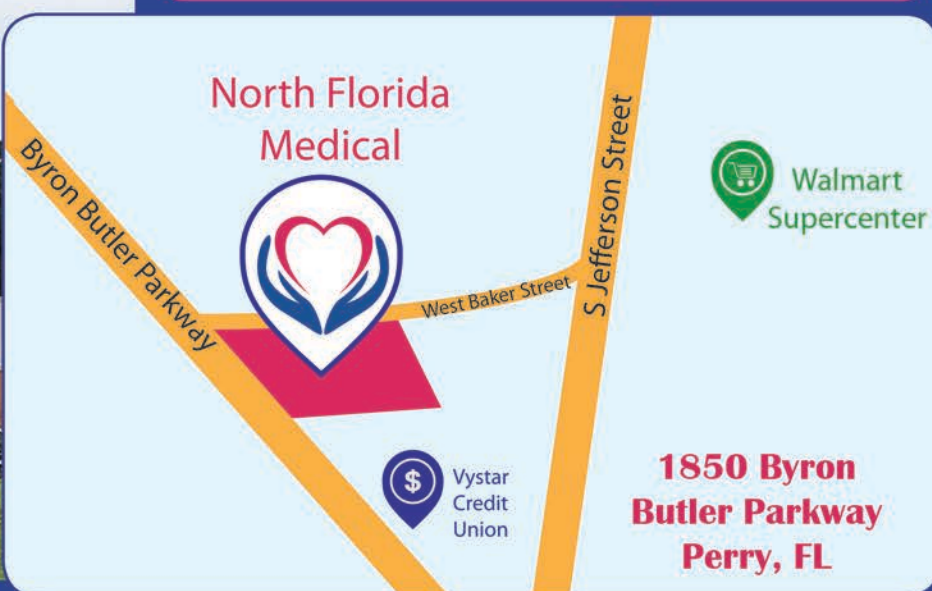 North Florida
Medical
Byron Butler Parkway
West Baker Street
S Jefferson Street
Walmart
Supercenter
$
Vystar
Credit
Union
1850 Byron
Butler Parkway
Perry, FL